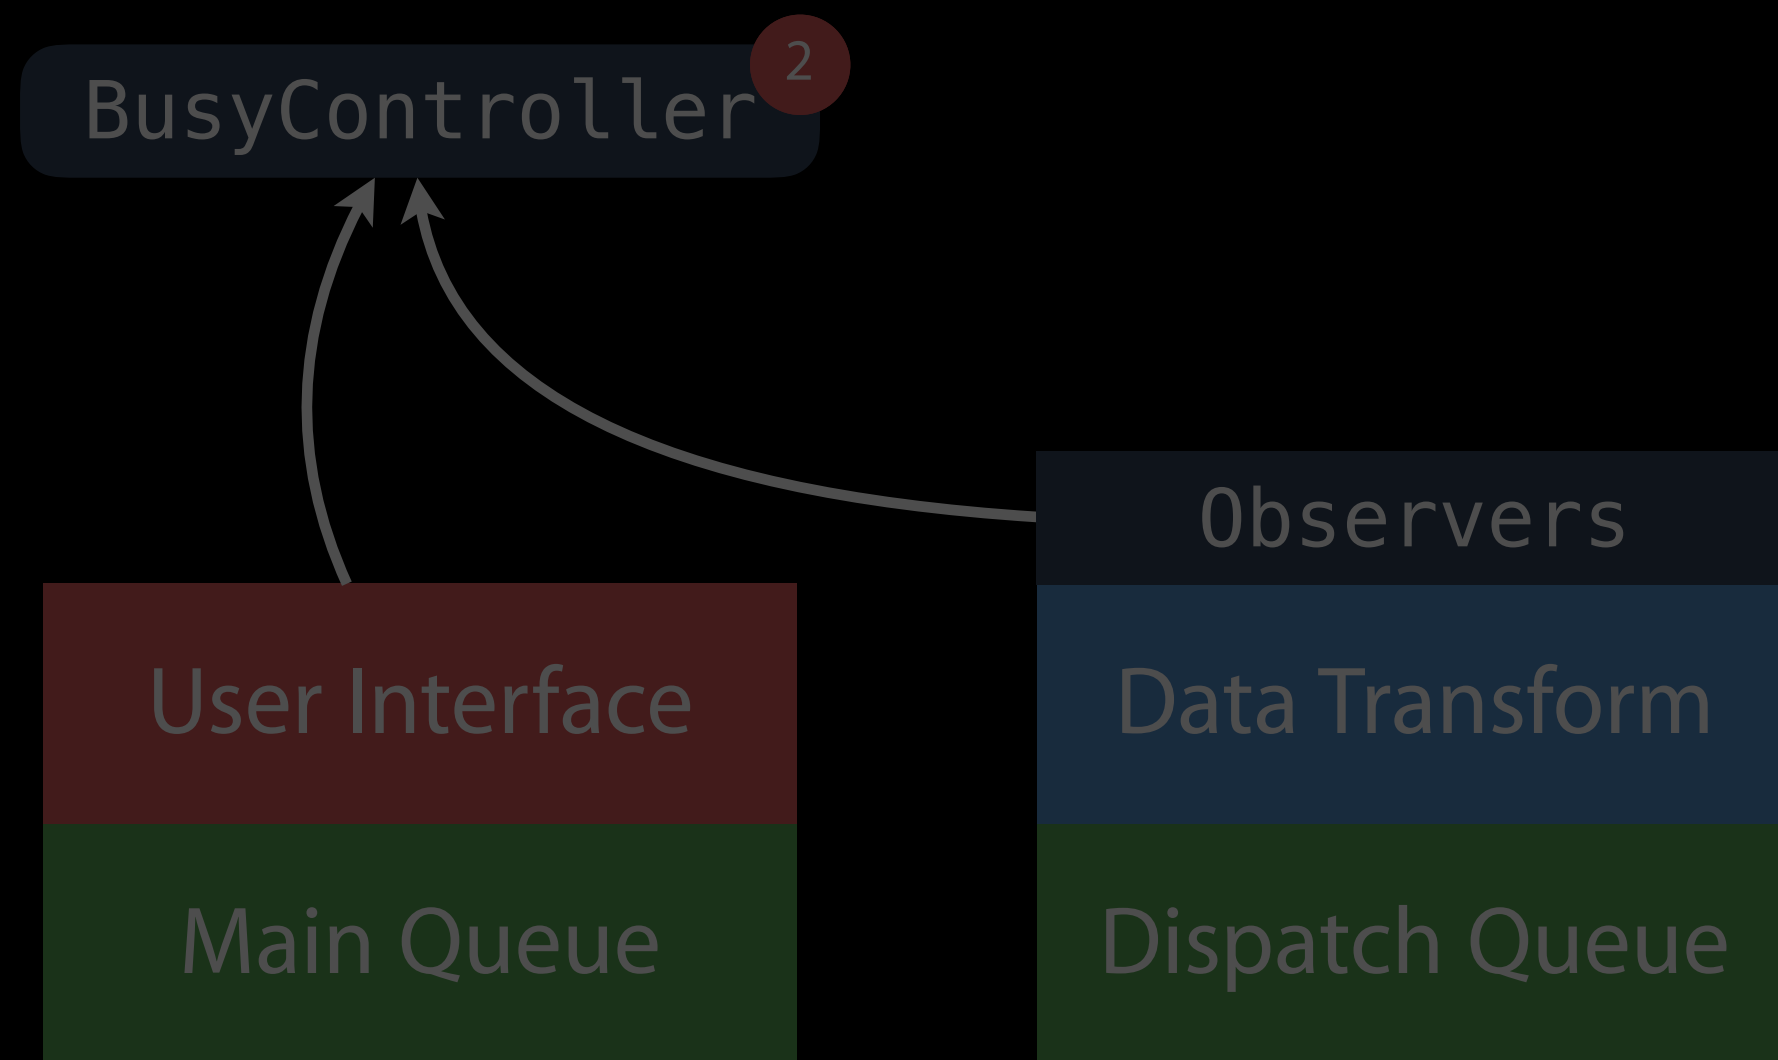 BusyController
2
Observers
User Interface
Data Transform
Main Queue
Dispatch Queue